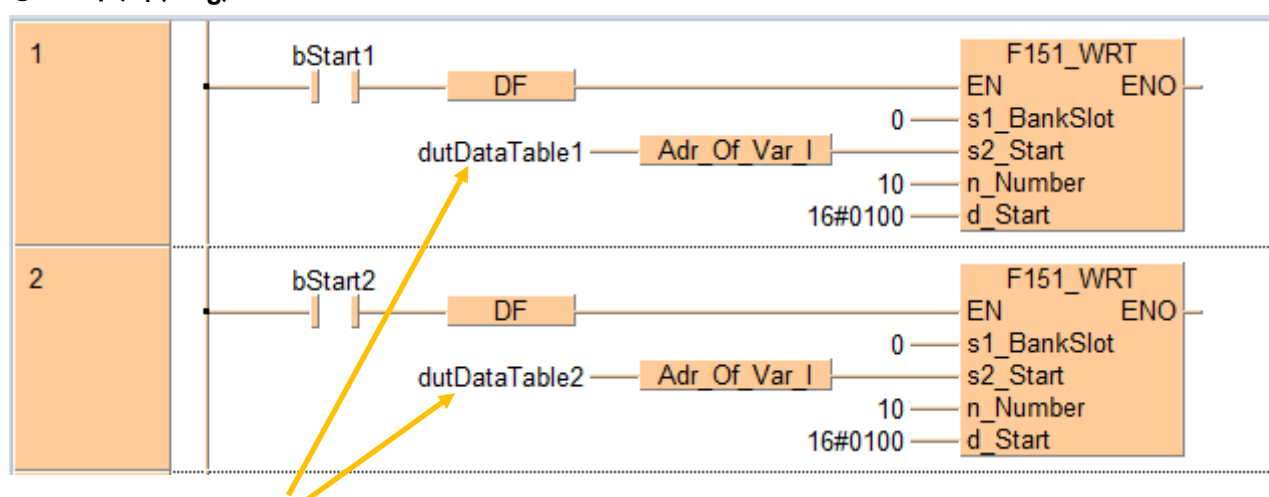 1
bStart1
DF
F151_WRT
EN ENO
0 s1_BankSlot
dutDataTable1 Adr_Of_Var_I s2_Start
10 n_Number
16#0100 d_Start
2
bStart2
DF
F151_WRT
EN ENO
0 s1_BankSlot
dutDataTable2 Adr_Of_Var_I s2_Start
10 n_Number
16#0100 d_Start